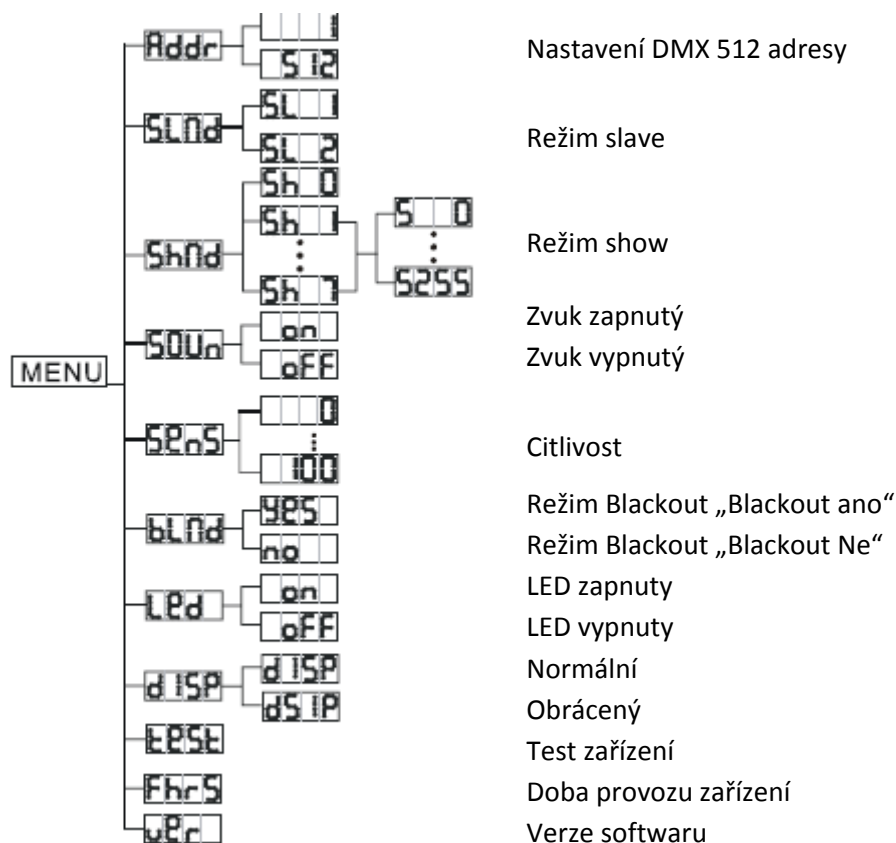 Addr
512
Nastavení DMX 512 adresy
SLMd
SL 1
SL 2
Režim slave
ShMd
Sh 0
Sh 1
Sh 7
S 0
S255
Režim show
SOUn
on
oFF
Zvuk zapnutý
Zvuk vypnutý
MENU
SEnS
0
100
Citlivost
bLMd
YES
no
Režim Blackout „Blackout ano“
Režim Blackout „Blackout Ne“
Led
on
oFF
LED zapnuty
LED vypnuty
dISP
dISP
dSIP
Normální
Obrácený
tESt
Test zařízení
FhrS
Doba provozu zařízení
vEr
Verze softwaru